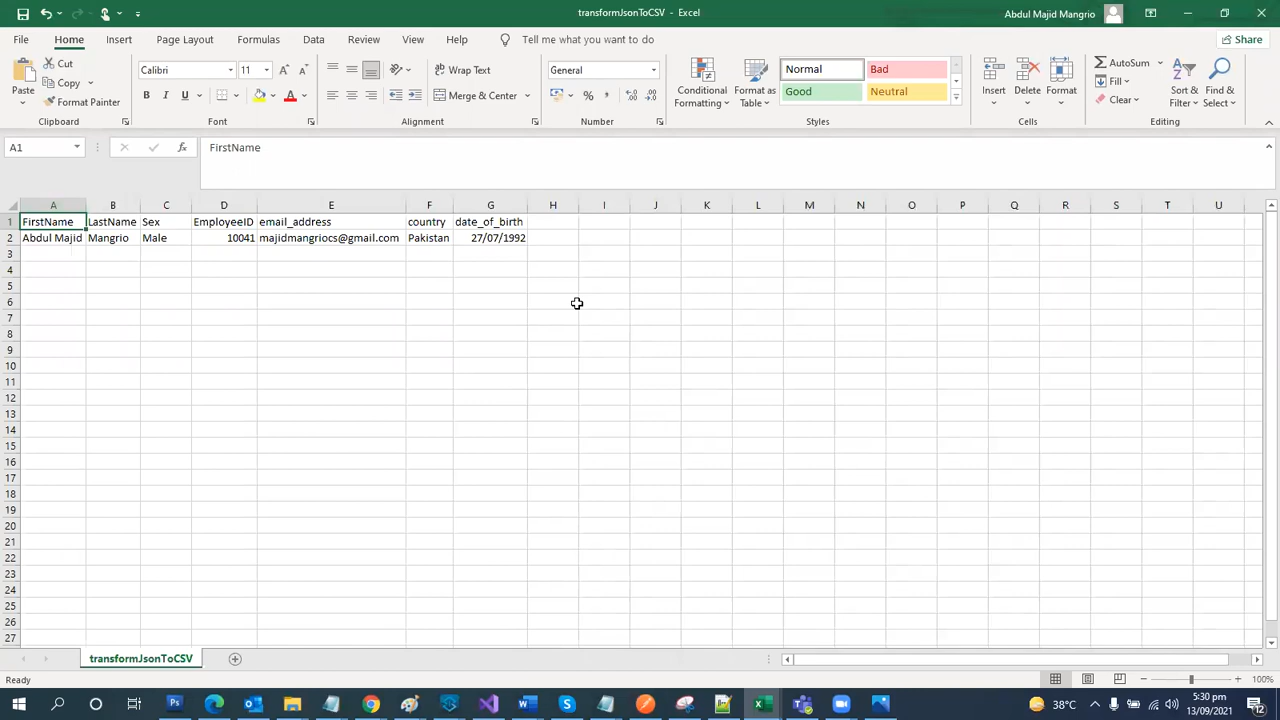 transformJsonToCSV - Excel
Abdul Majid Mangrio
File Home Insert Page Layout Formulas Data Review View Help Tell me what you want to do
Share
Paste
Cut
Copy
Format Painter
Clipboard
Calibri 11
B I U
Font
Wrap Text
Merge & Center
Alignment
General
Number
Conditional Formatting
Format as Table
Normal Bad
Good Neutral
Styles
Insert Delete Format
Cells
AutoSum
Fill
Clear
Sort & Filter
Find & Select
Editing
A1 fx FirstName
A B C D E F G H I J K L M N O P Q R S T U
1 FirstName LastName Sex EmployeeID email_address country date_of_birth
2 Abdul Majid Mangrio Male 10041 majidmangriocs@gmail.com Pakistan 27/07/1992
3
4
5
6
7
8
9
10
11
12
13
14
15
16
17
18
19
20
21
22
23
24
25
26
27
transformJsonToCSV
Ready
100%
38°C
5:30 pm
13/09/2021
12